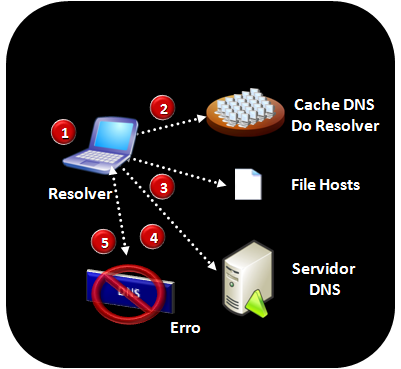 1
2
Cache DNS
Do Resolver
Resolver
3
File Hosts
4
5
Servidor
DNS
DNS
Erro